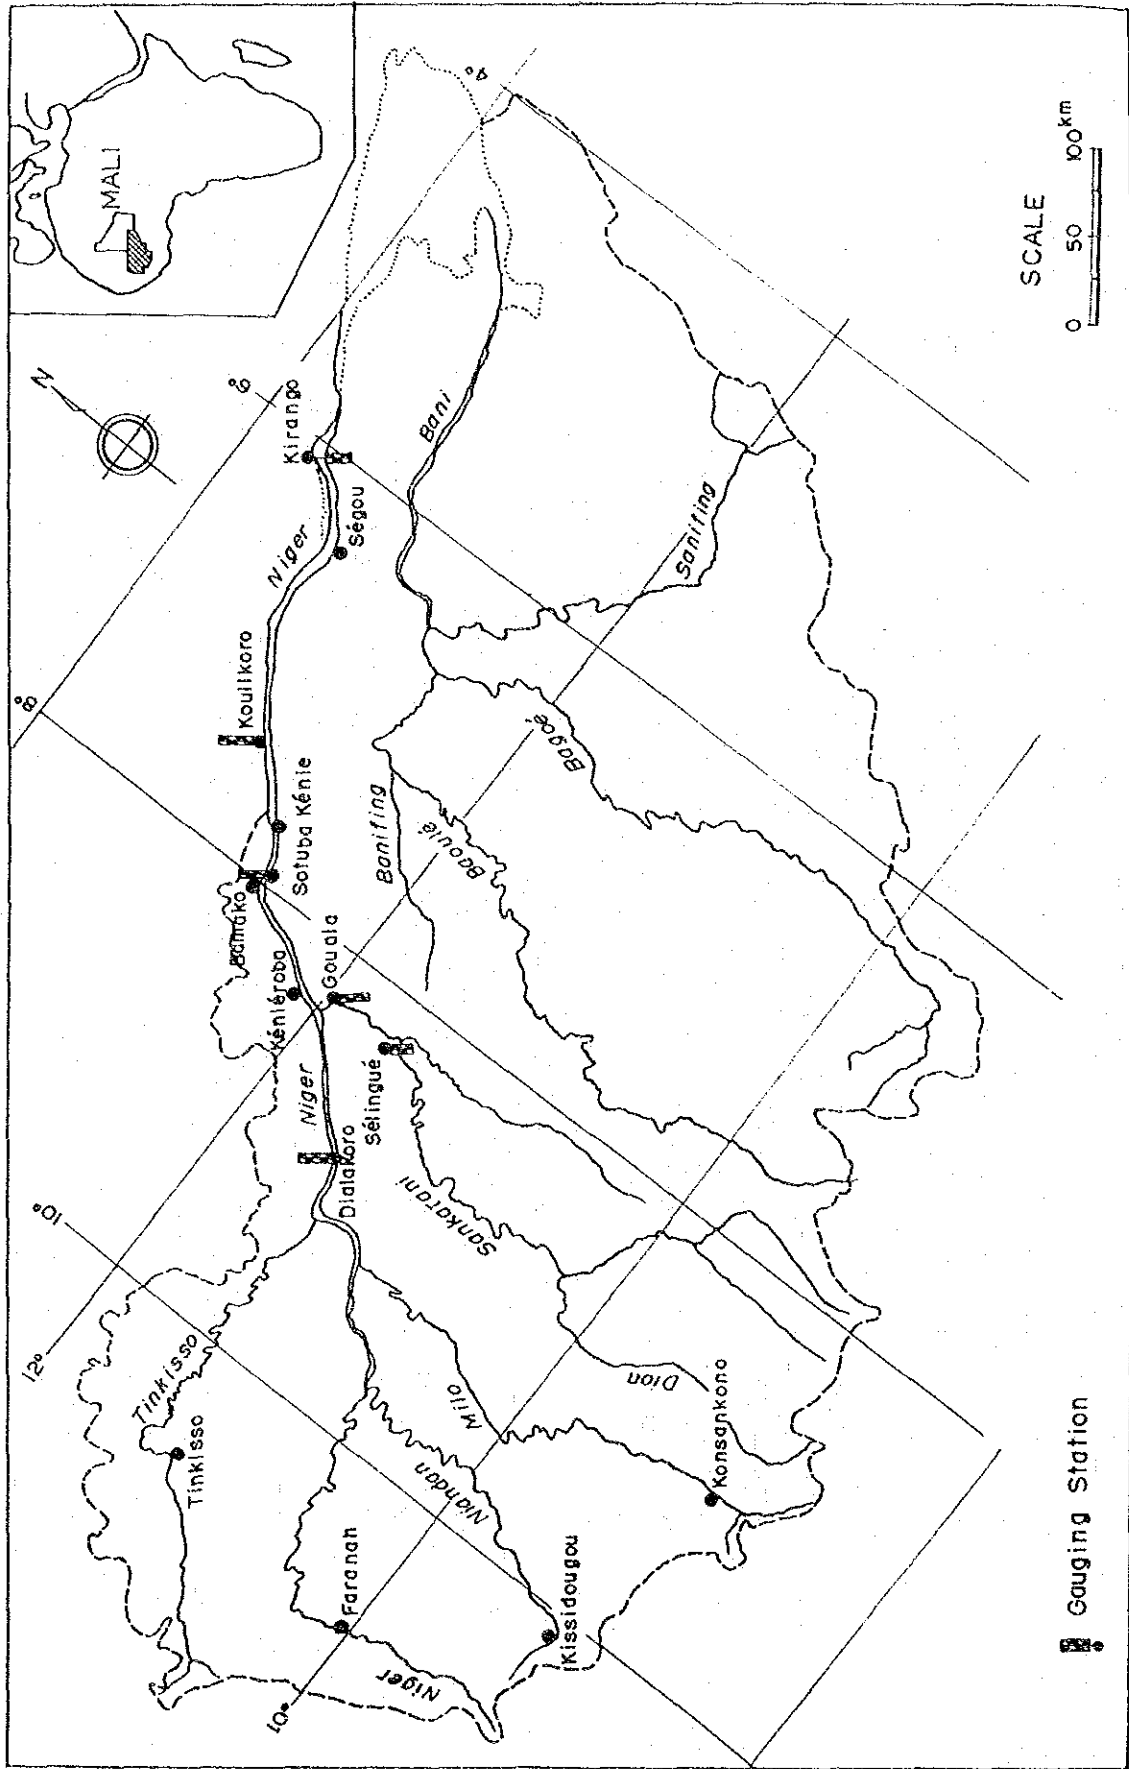 MALI
N
4°
6°
8°
10°
12°
10°
Kirango
Ségou
Niger
Koulikoro
Sotuba Kénie
Bamako
Kéniéroba
Gouala
Sélingué
Niger
Dialakoro
Bani
Sanifing
Bagoé
Banifing
Baoulé
Sankarani
Tinkisso
Tinkisso
Milo
Dion
Niandan
Konsankono
Faranah
Kissidougou
Niger
SCALE
0 50 100km
Gauging Station